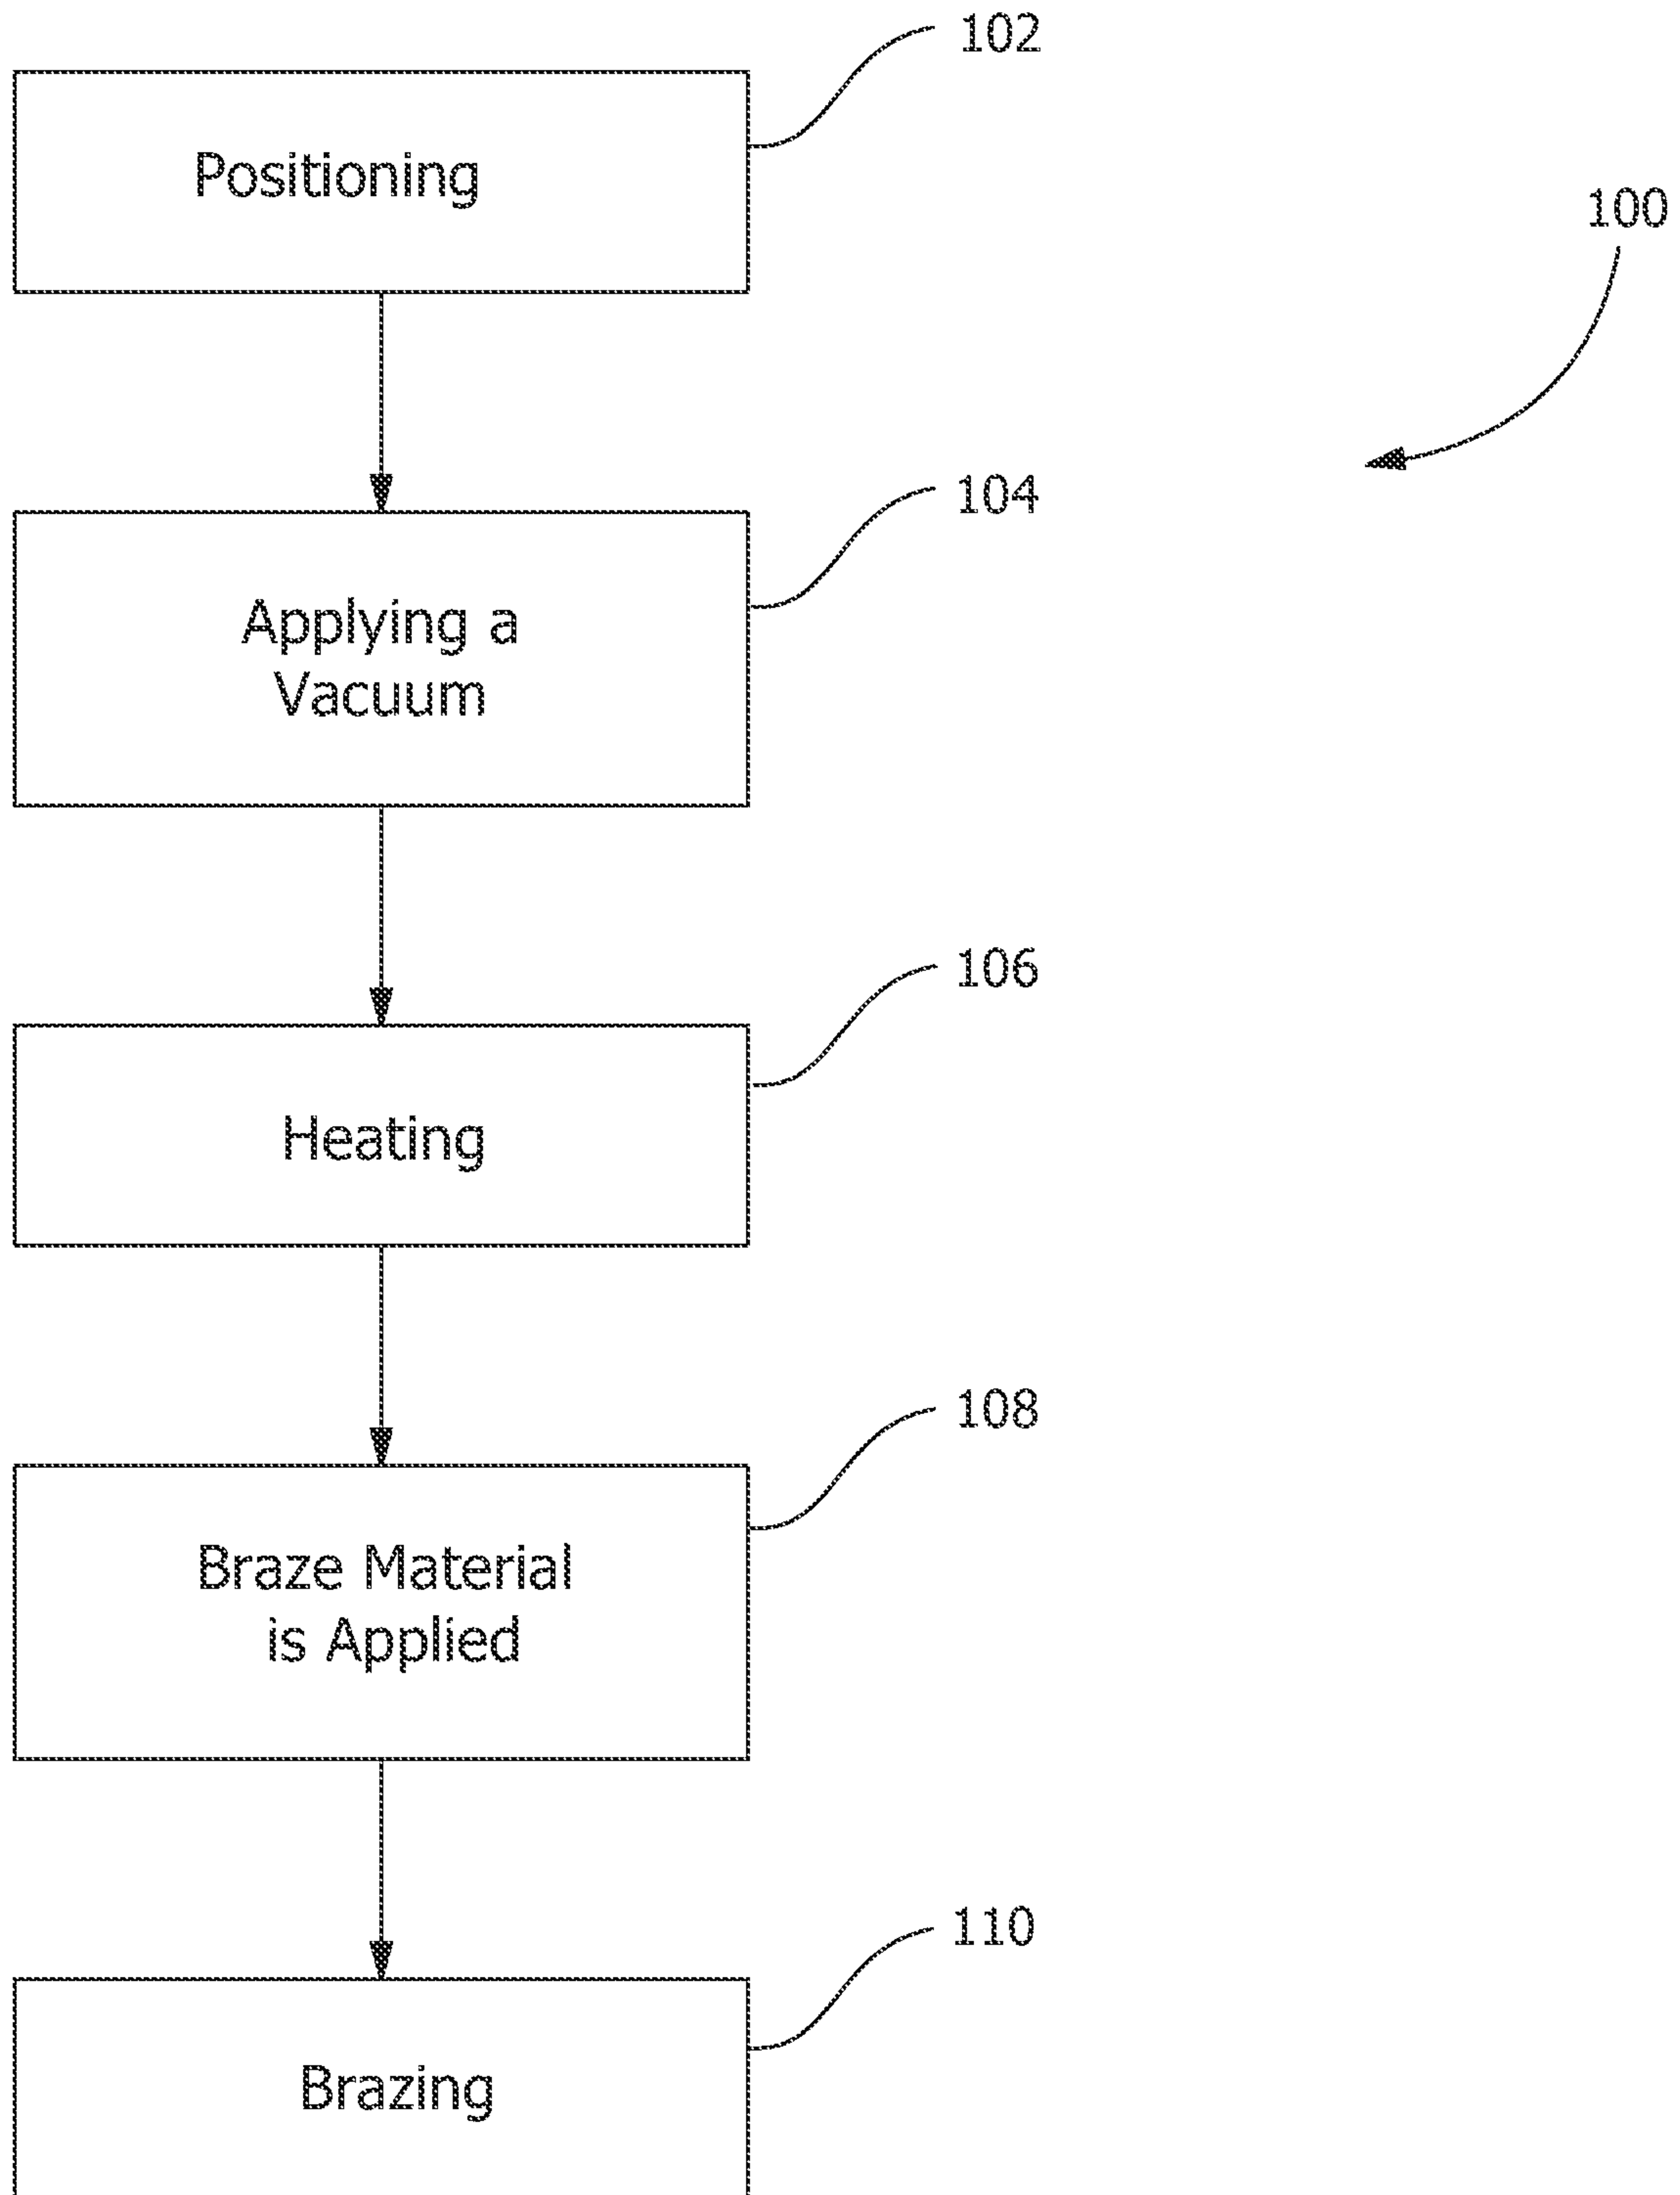 102
Positioning
100
104
Applying a
Vacuum
106
Heating
108
Braze Material
is Applied
110
Brazing